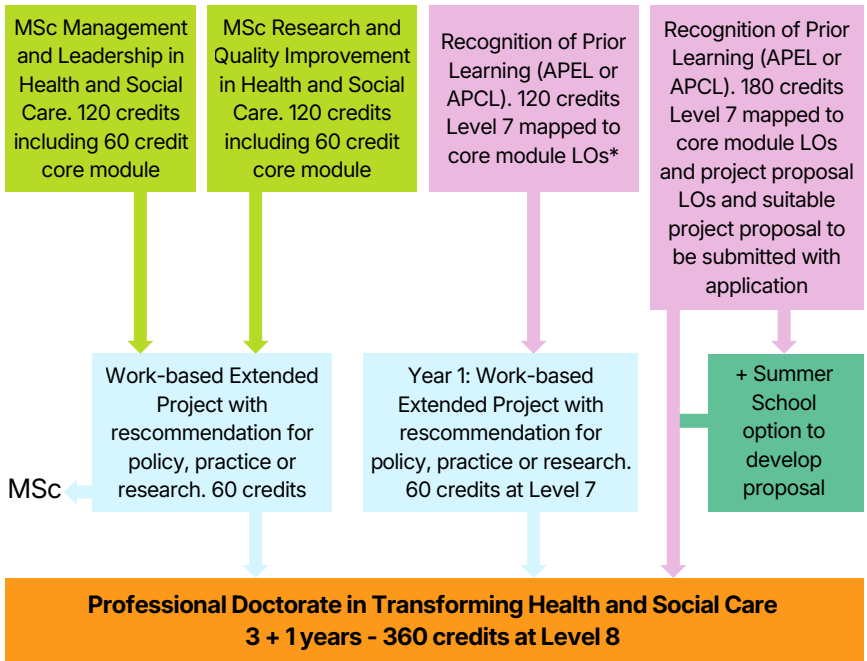 MSc Management
and Leadership in
Health and Social
Care. 120 credits
including 60 credit
core module
MSc Research and
Quality Improvement
in Health and Social
Care. 120 credits
including 60 credit
core module
Recognition of Prior
Learning (APEL or
APCL). 120 credits
Level 7 mapped to
core module LOs*
Recognition of Prior
Learning (APEL or
APCL). 180 credits
Level 7 mapped to
core module LOs
and project proposal
LOs and suitable
project proposal to
be submitted with
application
Work-based Extended
Project with
rescommendation for
policy, practice or
research. 60 credits
MSc
Year 1: Work-based
Extended Project with
rescommendation for
policy, practice or research.
60 credits at Level 7
+ Summer
School
option to
develop
proposal
Professional Doctorate in Transforming Health and Social Care
3 + 1 years - 360 credits at Level 8